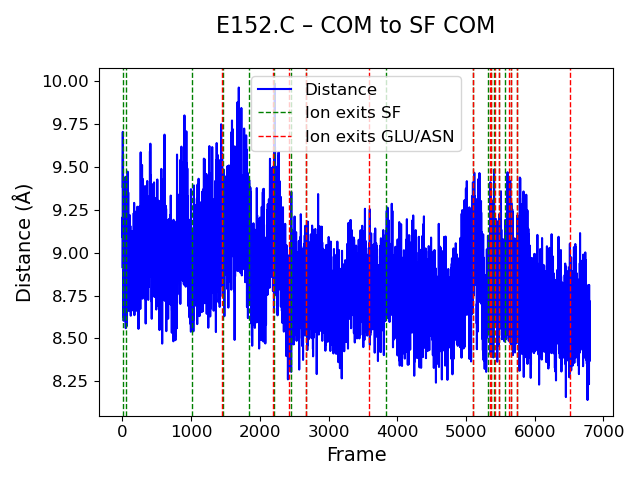 E152.C – COM to SF COM
Distance
Ion exits SF
Ion exits GLU/ASN
Distance (Å)
10.00
9.75
9.50
9.25
9.00
8.75
8.50
8.25
0 1000 2000 3000 4000 5000 6000 7000
Frame